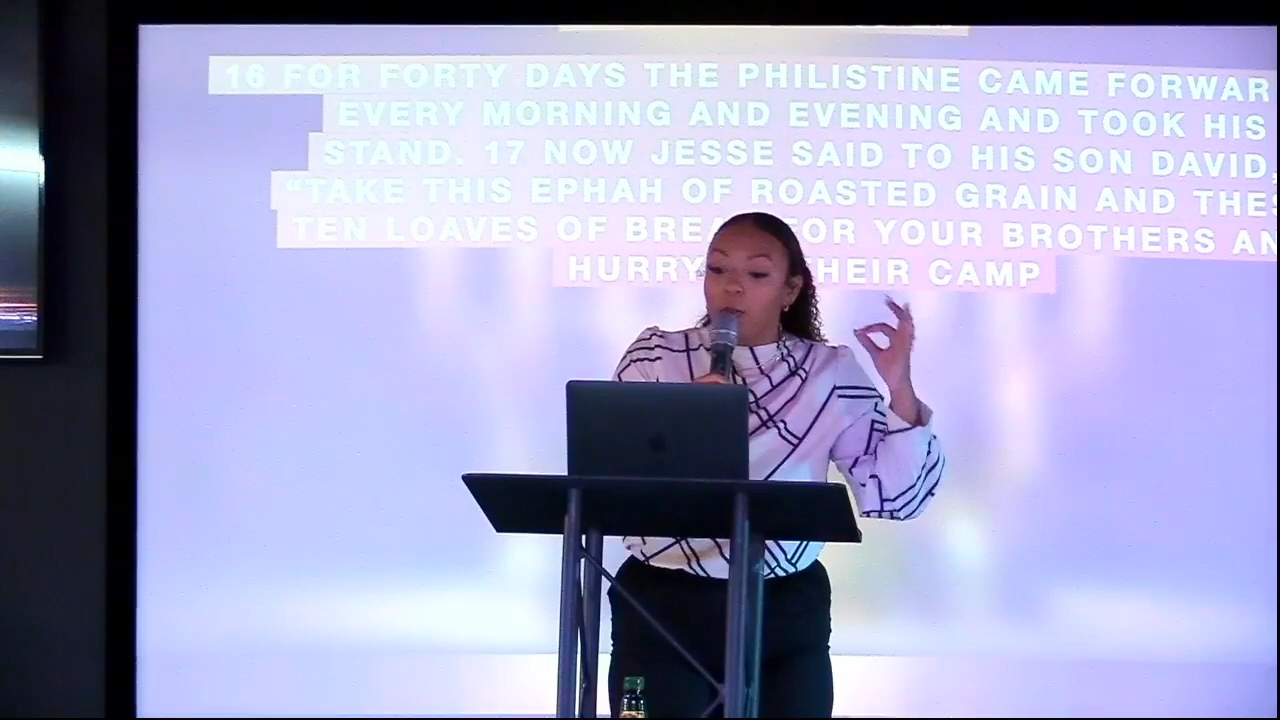 16 FOR FORTY DAYS THE PHILISTINE CAME FORWAR
EVERY MORNING AND EVENING AND TOOK HIS
STAND. 17 NOW JESSE SAID TO HIS SON DAVID,
“TAKE THIS EPHAH OF ROASTED GRAIN AND THES
TEN LOAVES OF BREA FOR YOUR BROTHERS AN
HURRY HEIR CAMP